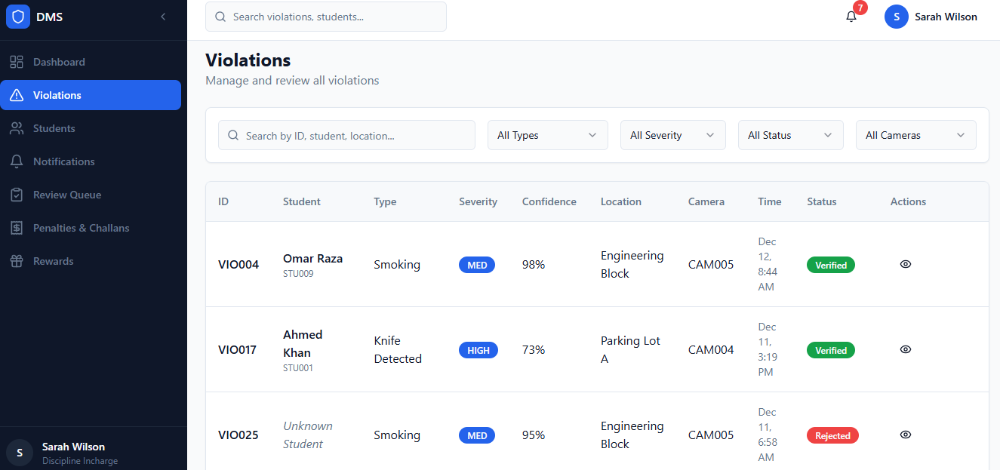 DMS
Search violations, students...
7
S
Sarah Wilson
Dashboard
Violations
Students
Notifications
Review Queue
Penalties & Challans
Rewards
S
Sarah Wilson
Discipline Incharge
Violations
Manage and review all violations
Search by ID, student, location...
All Types
All Severity
All Status
All Cameras
ID Student Type Severity Confidence Location Camera Time Status Actions
VIO004
Omar Raza
STU009
Smoking
MED
98%
Engineering
Block
CAM005
Dec
12,
8:44
AM
Verified
VIO017
Ahmed
Khan
STU001
Knife
Detected
HIGH
73%
Parking Lot
A
CAM004
Dec
11,
3:19
PM
Verified
VIO025
Unknown
Student
Smoking
MED
95%
Engineering
Block
CAM005
Dec
11,
6:58
AM
Rejected